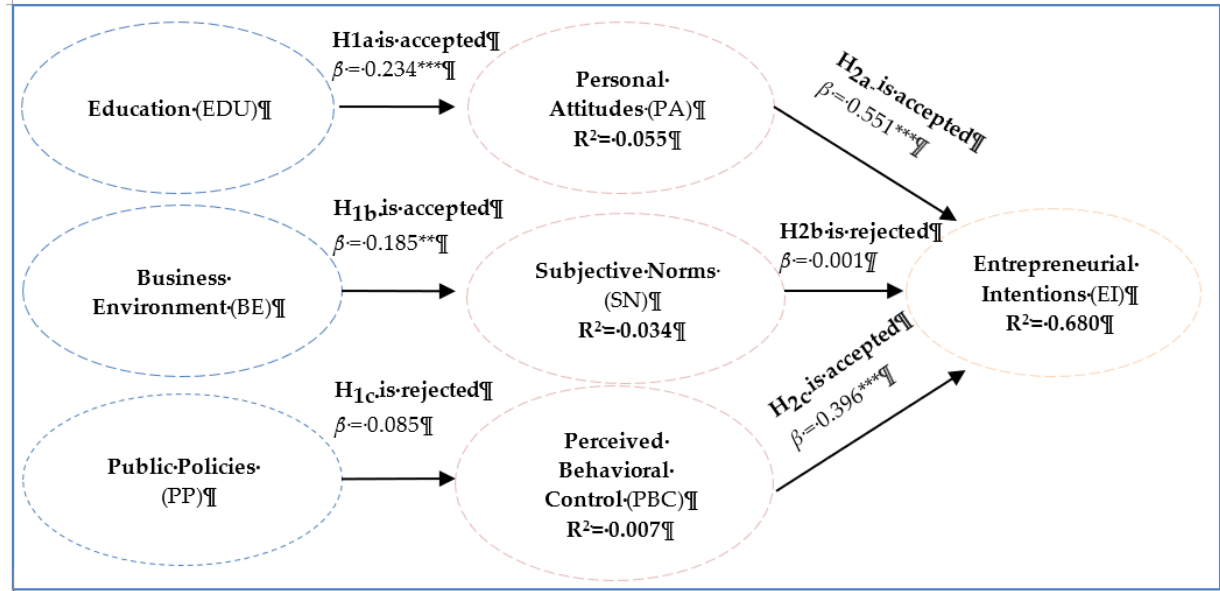 H1a·is·accepted¶
β·=·0.234***¶
Education·(EDU)¶
Personal·
Attitudes·(PA)¶
R²=·0.055¶
H2a.·is·accepted¶
β·=·0.551***¶
H1b.·is·accepted¶
β·=·0.185**¶
Business·
Environment·(BE)¶
Subjective·Norms·
(SN)¶
R²=·0.034¶
H2b·is·rejected¶
β·=·0.001¶
Entrepreneurial·
Intentions·(EI)¶
R²=·0.680¶
H1c.·is·rejected¶
β·=·0.085¶
Public·Policies·
(PP)¶
Perceived·
Behavioral·
Control·(PBC)¶
R²=·0.007¶
H2c.·is·accepted¶
β·=·0.396***¶